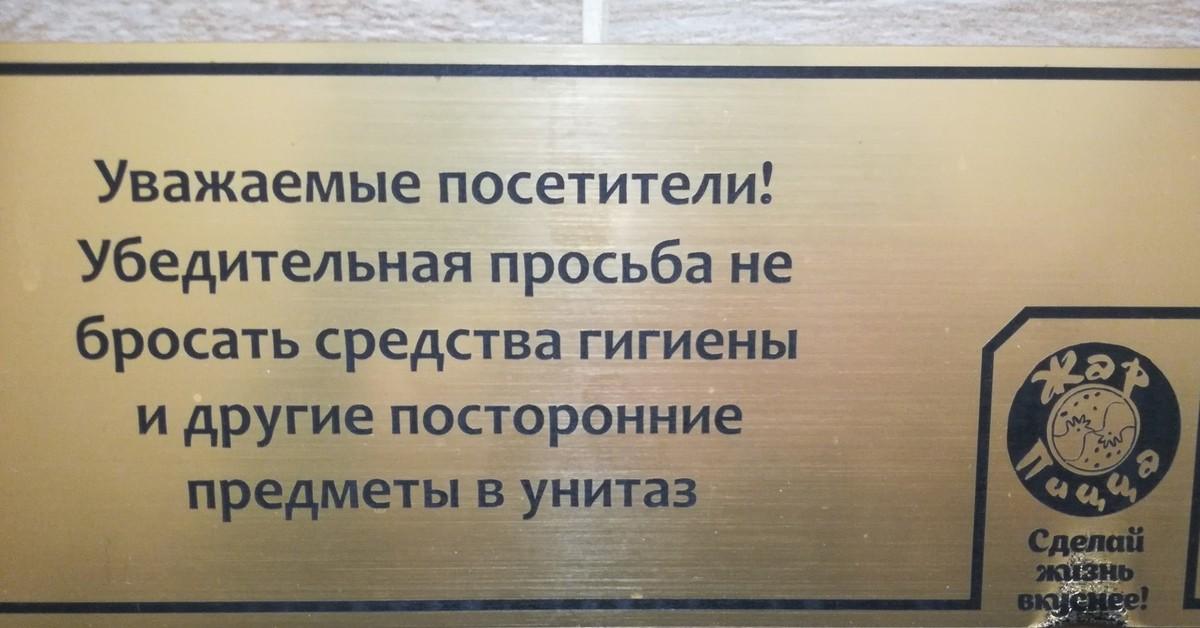 Уважаемые посетители!
Убедительная просьба не
бросать средства гигиены
и другие посторонние
предметы в унитаз
Жар
Пицца
Сделай
жизнь
вкуснее!